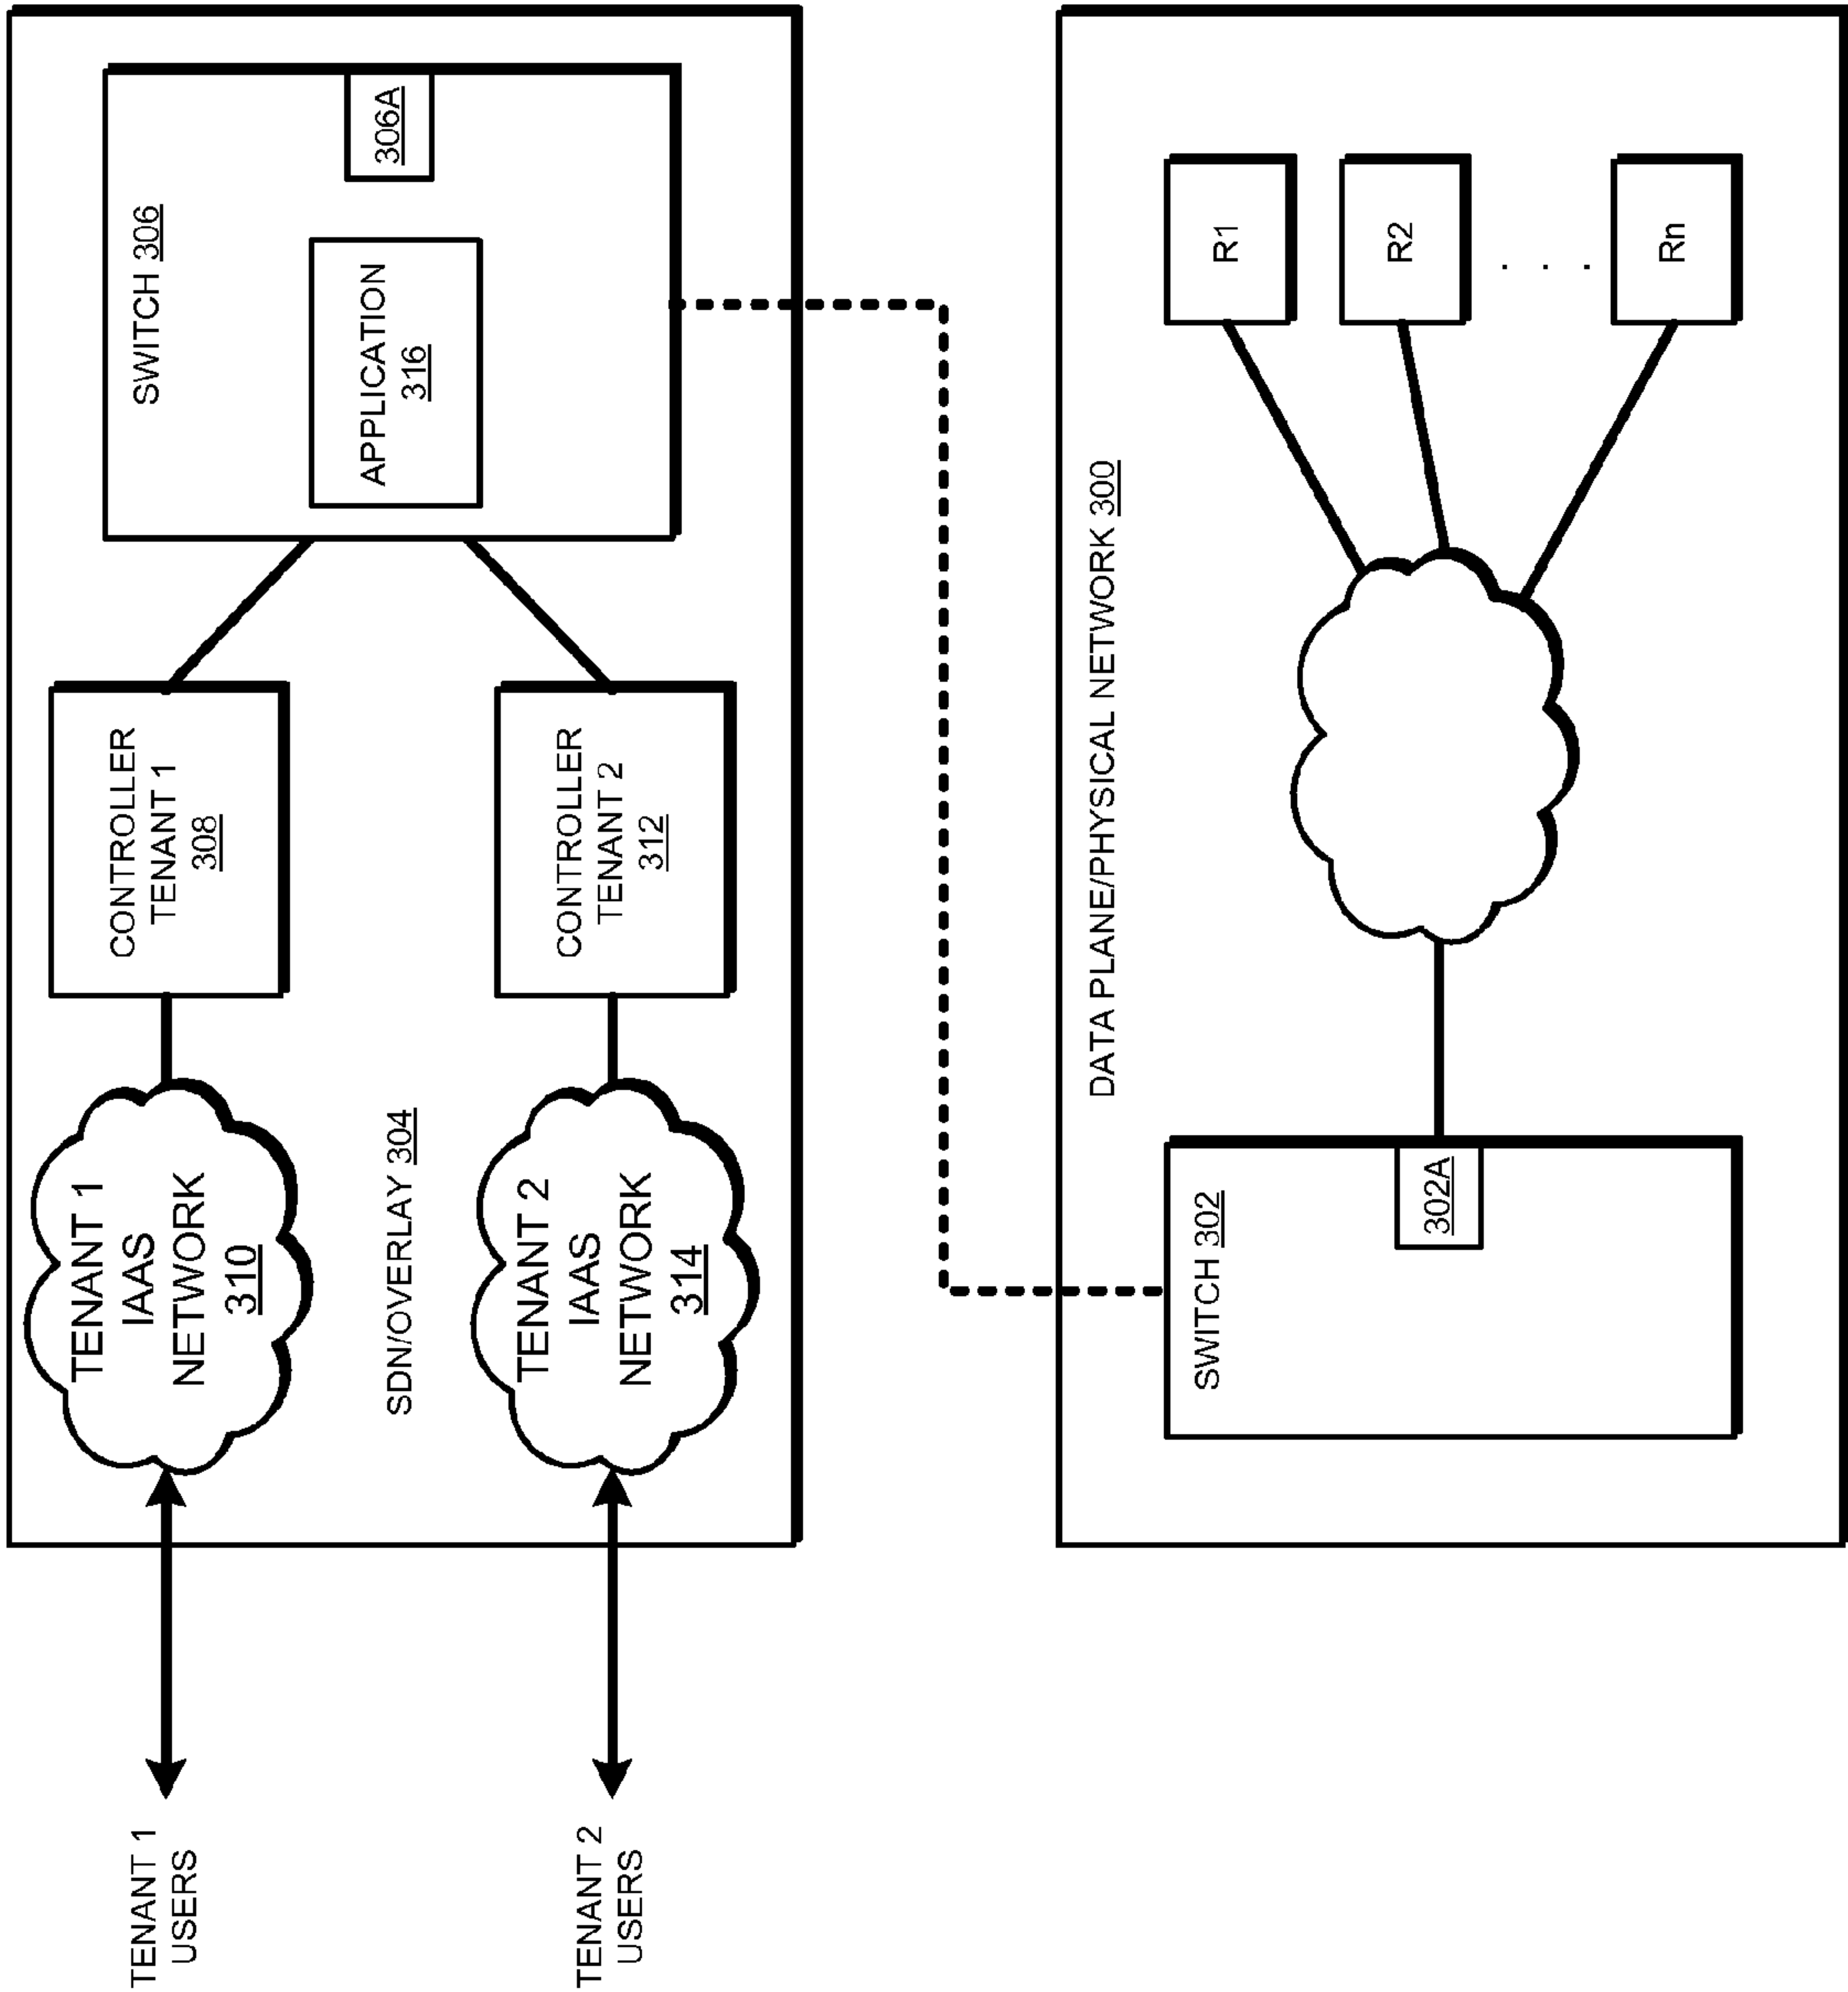 TENANT 1
USERS
TENANT 1
IAAS
NETWORK
310
CONTROLLER
TENANT 1
308
SWITCH 306
306A
APPLICATION
316
SDN/OVERLAY 304
TENANT 2
USERS
TENANT 2
IAAS
NETWORK
314
CONTROLLER
TENANT 2
312
DATA PLANE/PHYSICAL NETWORK 300
SWITCH 302
302A
R1
R2
. . .
Rn